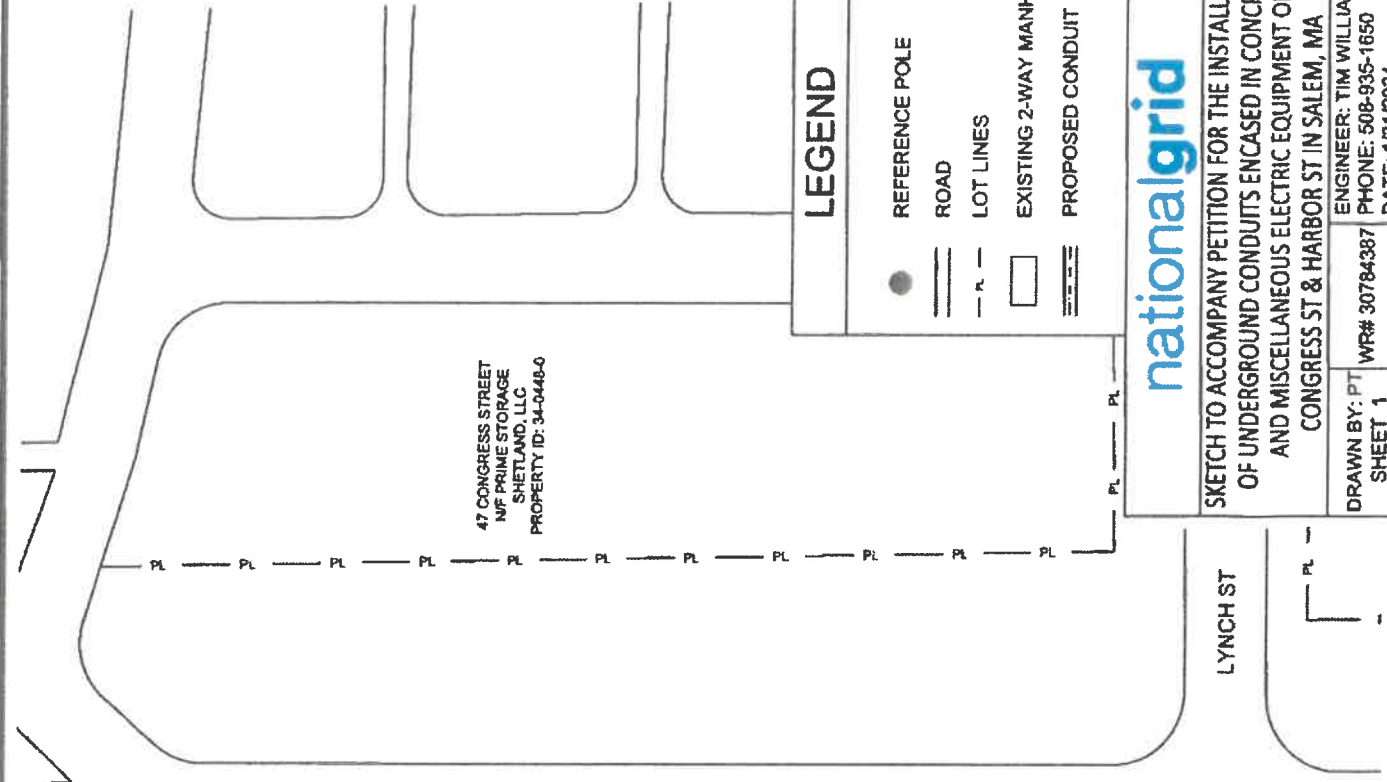 47 CONGRESS STREET
N/F PRIME STORAGE
SHETLAND, LLC
PROPERTY ID: 34-0448-0
PL
PL
PL
PL
PL
PL
PL
PL
PL
PL
PL
PL
PL
PL
LYNCH ST
LEGEND
REFERENCE POLE
ROAD
PL LOT LINES
EXISTING 2-WAY
PROPOSED CONDUIT
nationalgrid
SKETCH TO ACCOMPANY PETITION FOR THE
OF UNDERGROUND CONDUITS ENCASED IN
AND MISCELLANEOUS ELECTRIC EQUIPMENT
CONGRESS ST & HARBOR ST IN SALEM, MA
DRAWN BY: PT WR# 30784387 ENGINEER: TIM
PHONE: 508-935-1650
SHEET 1